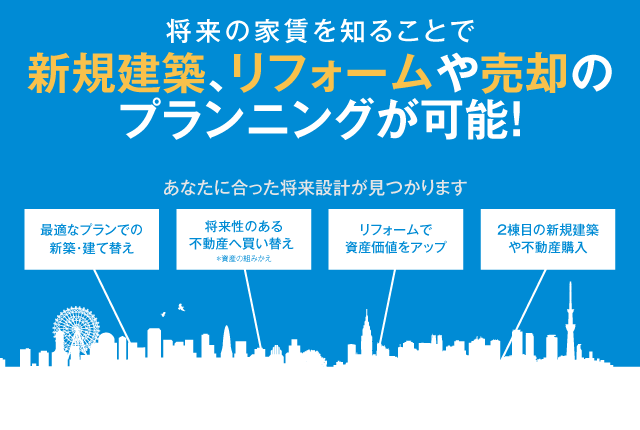 将来の家賃を知ることで
新規建築、リフォームや売却の
プランニングが可能!
あなたに合った将来設計が見つかります
最適なプランでの
新築・建て替え
将来性のある
不動産へ買い替え
＊資産の組みかえ
リフォームで
資産価値をアップ
2棟目の新規建築
や不動産購入